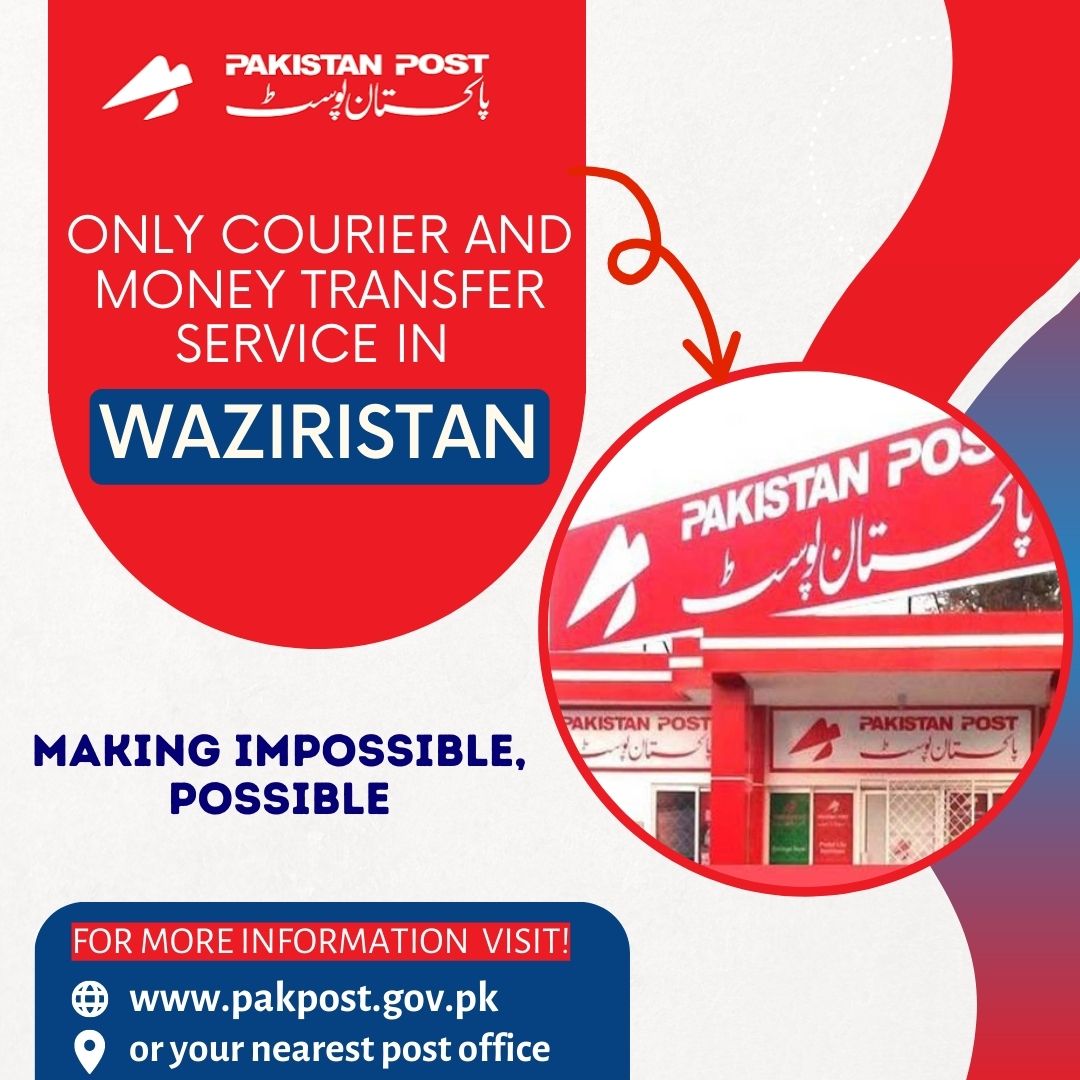 PAKISTAN POST
پاکستان پوسٹ
ONLY COURIER AND
MONEY TRANSFER
SERVICE IN
WAZIRISTAN
PAKISTAN POS
پاکستان پوسٹ
PAKISTAN POST
پاکستان پوسٹ
PAKISTAN POST
پاکستان پوسٹ
MAKING IMPOSSIBLE,
POSSIBLE
FOR MORE INFORMATION VISIT!
www.pakpost.gov.pk
or your nearest post office